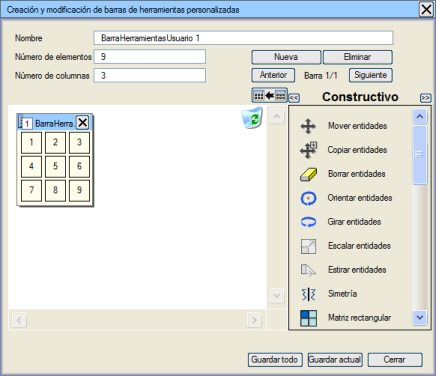 Creación y modificación de barras de herramientas personalizadas
Nombre
BarraHerramientasUsuario 1
Número de elementos
9
Nueva
Eliminar
Número de columnas
3
Anterior
Barra 1/1
Siguiente
<<
Constructivo
>>
1 BarraHerra
1 2 3
4 5 6
7 8 9
Mover entidades
Copiar entidades
Borrar entidades
Orientar entidades
Girar entidades
Escalar entidades
Estirar entidades
Simetría
Matriz rectangular
Guardar todo
Guardar actual
Cerrar